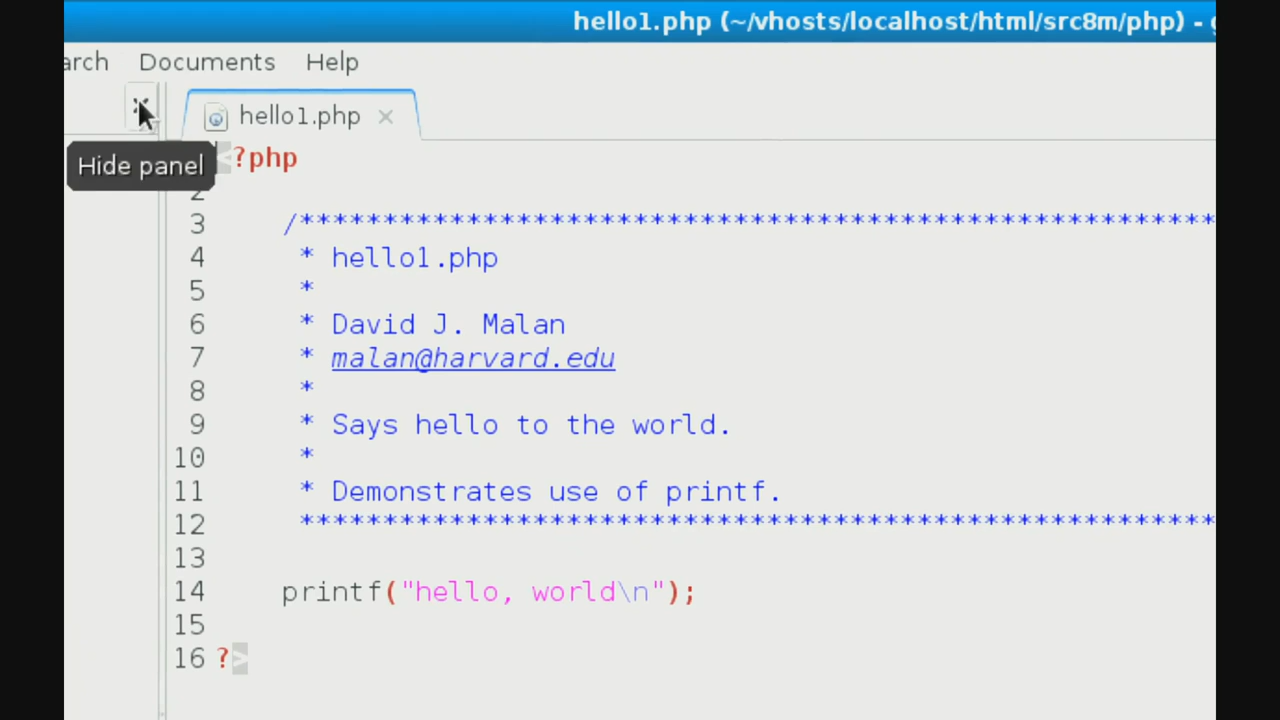 hello1.php (~/vhosts/localhost/html/src8m/php) - g
arch Documents Help
hello1.php
Hide panel
<?php
2
3 /*******************************************************
4 * hello1.php
5 *
6 * David J. Malan
7 * malan@harvard.edu
8 *
9 * Says hello to the world.
10 *
11 * Demonstrates use of printf.
12 *******************************************************
13
14 printf("hello, world\n");
15
16 ?>